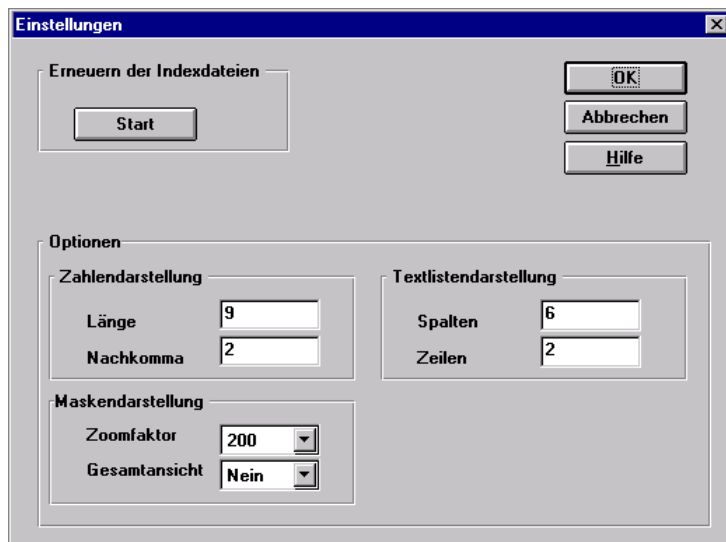 Einstellungen
Erneuern der Indexdateien
Start
OK
Abbrechen
Hilfe
Optionen
Zahlendarstellung
Länge 9
Nachkomma 2
Textlistendarstellung
Spalten 6
Zeilen 2
Maskendarstellung
Zoomfaktor 200
Gesamtansicht Nein